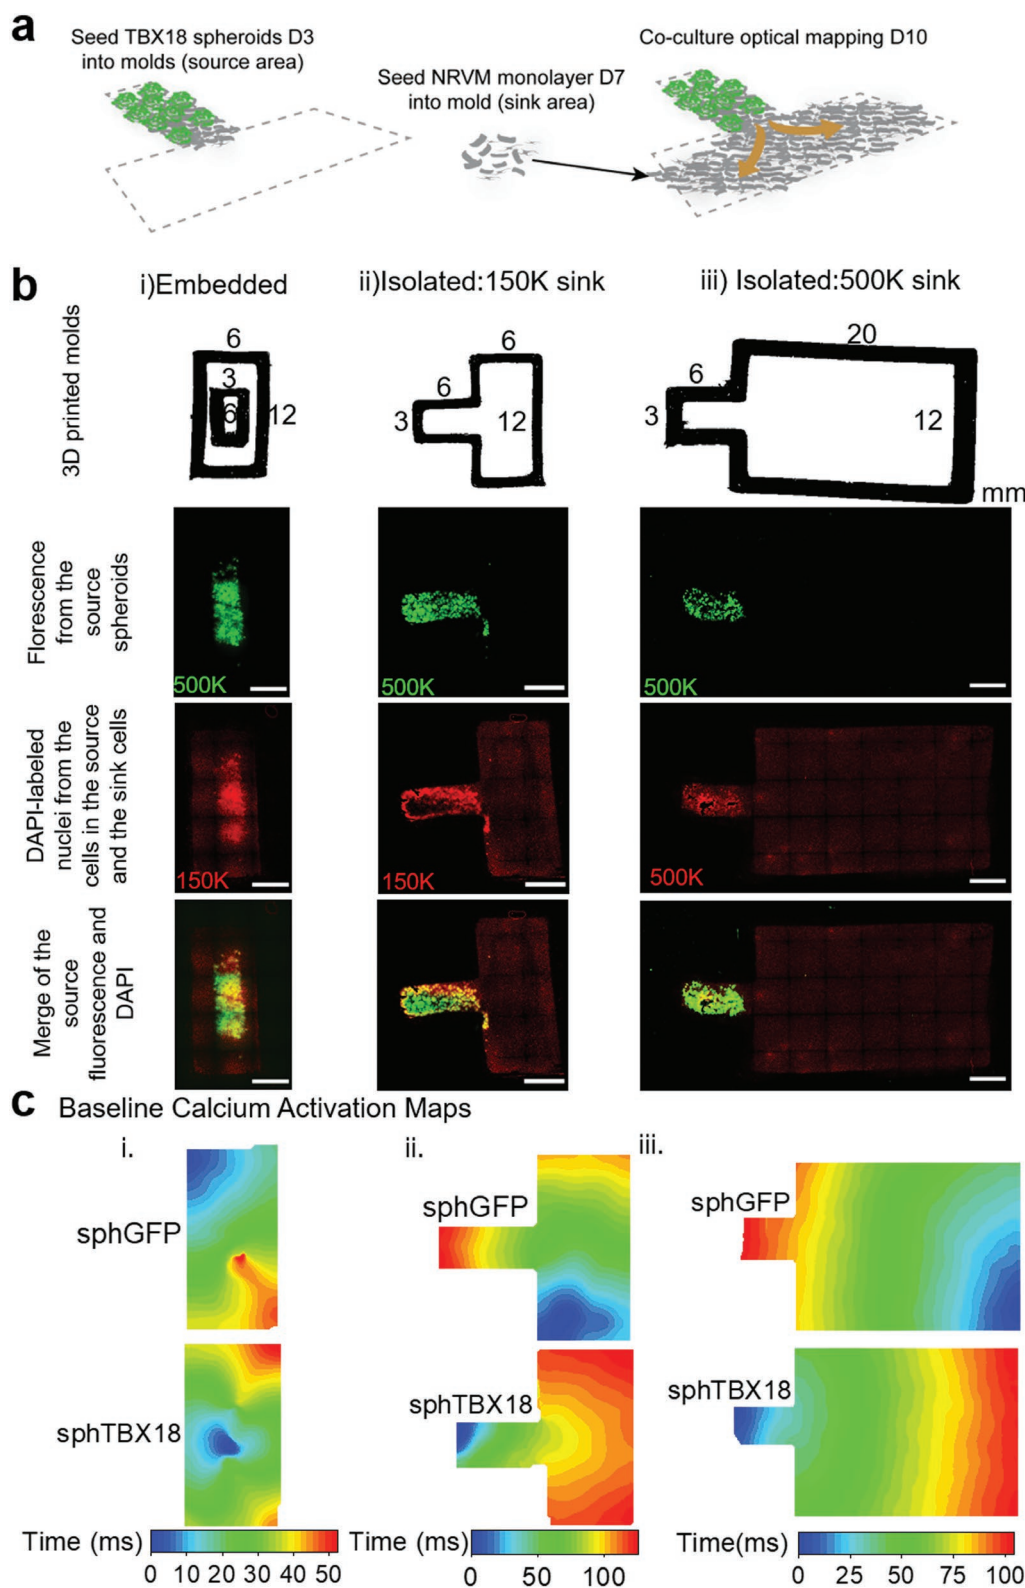 a
Seed TBX18 spheroids D3
into molds (source area)
Seed NRVM monolayer D7
into mold (sink area)
Co-culture optical mapping D10
b
i)Embedded
ii)Isolated:150K sink
iii) Isolated:500K sink
3D printed molds
6
3
6
12
6
6
3
12
20
6
3
12
mm
Florescence
from the
source
spheroids
500K
500K
500K
DAPI-labeled
nuclei from the
cells in the source
and the sink cells
150K
150K
500K
Merge of the
source
fluorescence and
DAPI
c
Baseline Calcium Activation Maps
i.
ii.
iii.
sphGFP
sphGFP
sphGFP
sphTBX18
sphTBX18
sphTBX18
Time (ms)
0 10 20 30 40 50
Time (ms)
0 50 100
Time(ms)
0 25 50 75 100